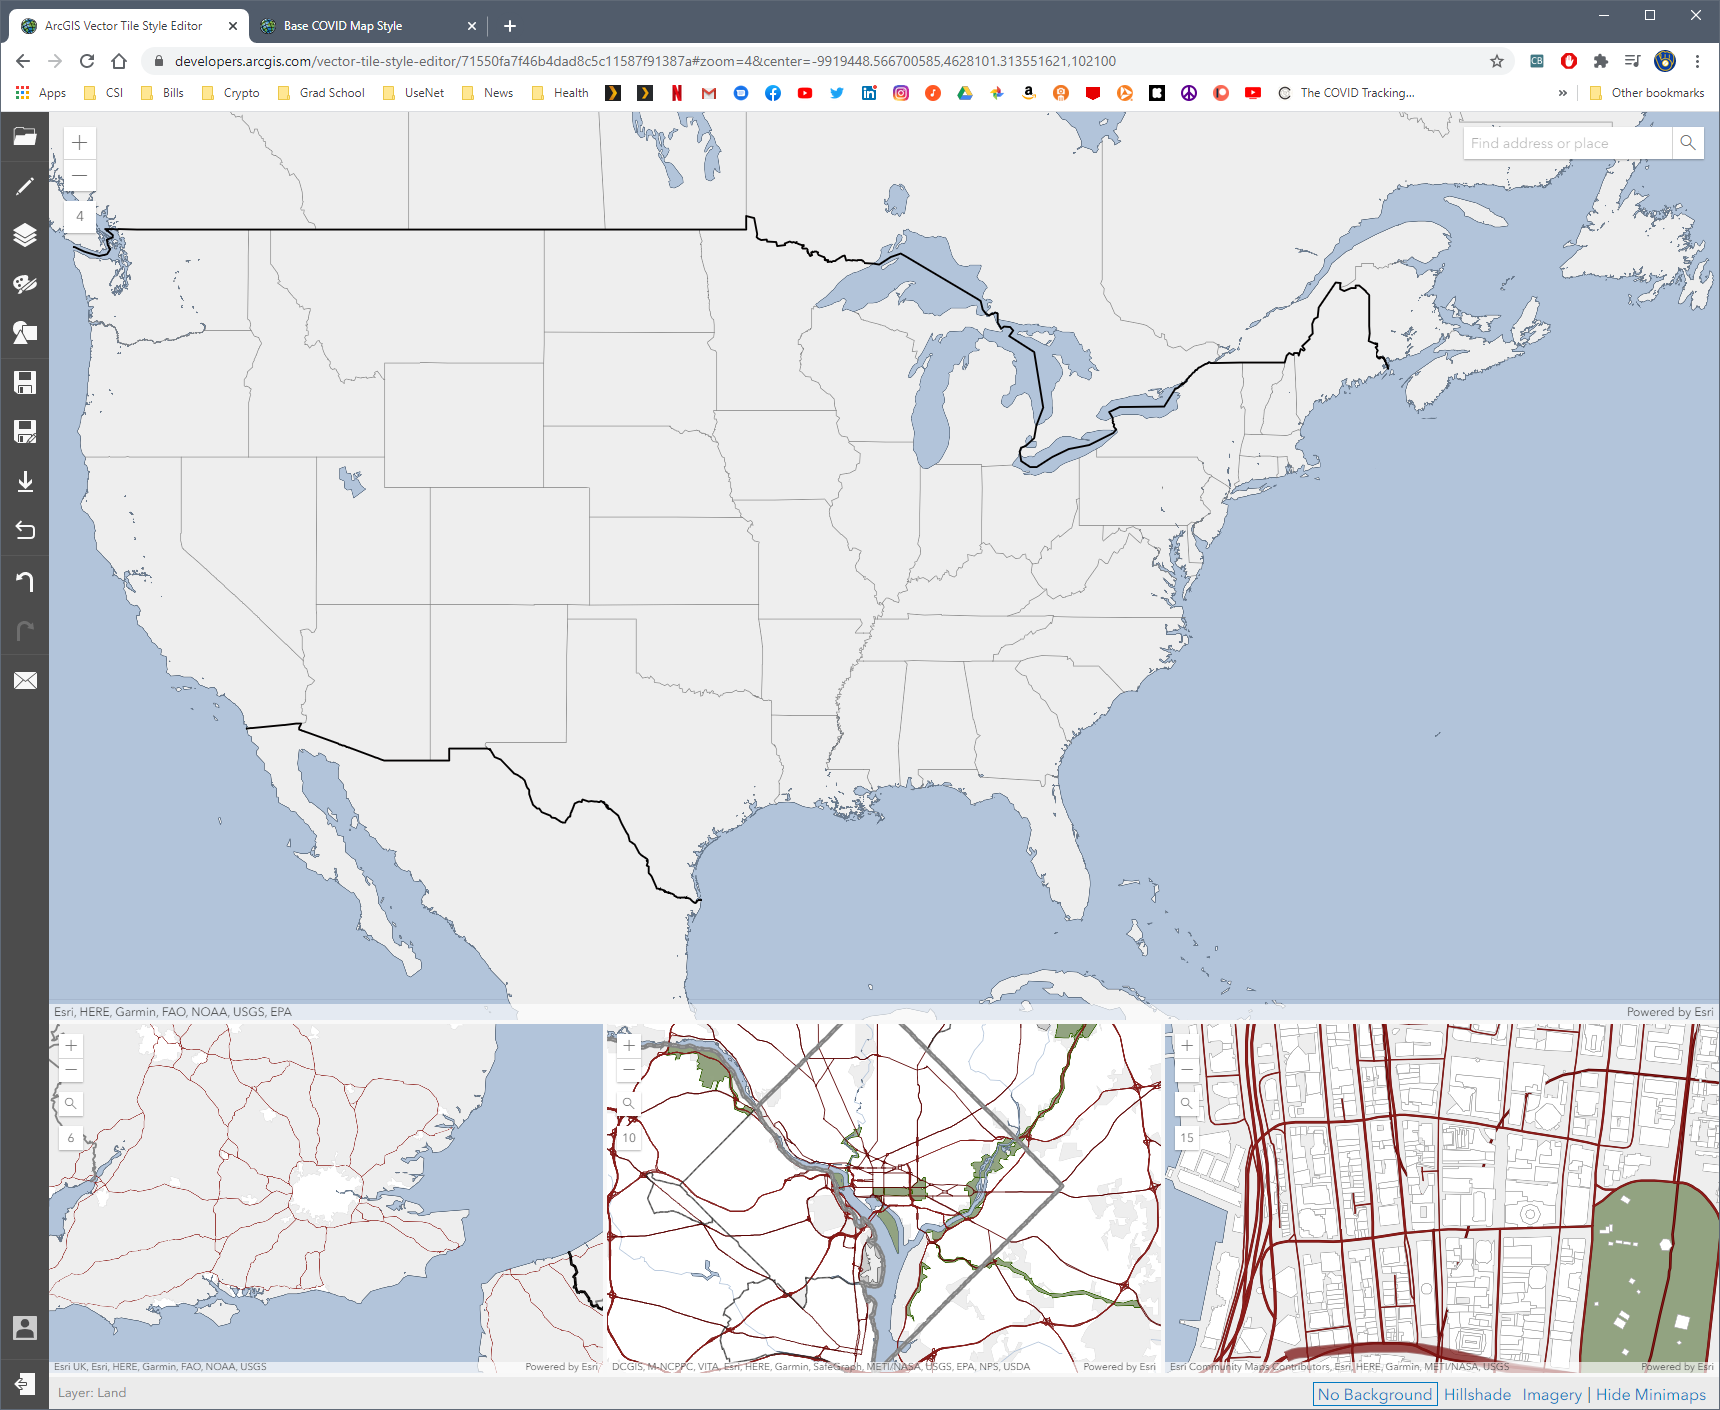 ArcGIS Vector Tile Style Editor
Base COVID Map Style
developers.arcgis.com/vector-tile-style-editor/71550fa7f46b4dad8c5c11587f91387a#zoom=4&center=-9919448.566700585,4628101.313551621,102100
CB
Apps CSI Bills Crypto Grad School UseNet News Health The COVID Tracking... » Other bookmarks
Find address or place
4
Esri, HERE, Garmin, FAO, NOAA, USGS, EPA
Powered by Esri
6
10
15
Esri UK, Esri, HERE, Garmin, FAO, NOAA, USGS
Powered by Esri
DCGIS, M-NCPPC, VITA, Esri, HERE, Garmin, SafeGraph, METI/NASA, USGS, EPA, NPS, USDA
Powered by Esri
Esri Community Maps Contributors, Esri, HERE, Garmin, METI/NASA, USGS
Powered by Esri
Layer: Land
No Background Hillshade Imagery | Hide Minimaps